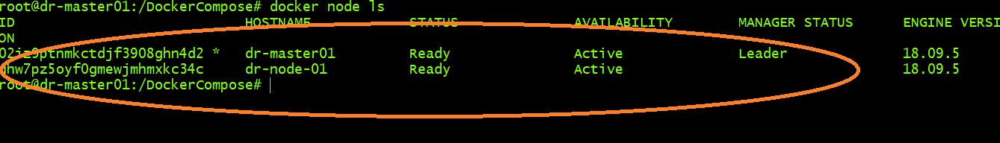 root@dr-master01:/DockerCompose# docker node ls
ID HOSTNAME STATUS AVAILABILITY MANAGER STATUS ENGINE VERSI
ON
02jz9ptnmkctdjf3908ghn4d2 * dr-master01 Ready Active Leader 18.09.5
qhw7pz5oyf0gmewjmhmxkc34c dr-node-01 Ready Active 18.09.5
root@dr-master01:/DockerCompose#